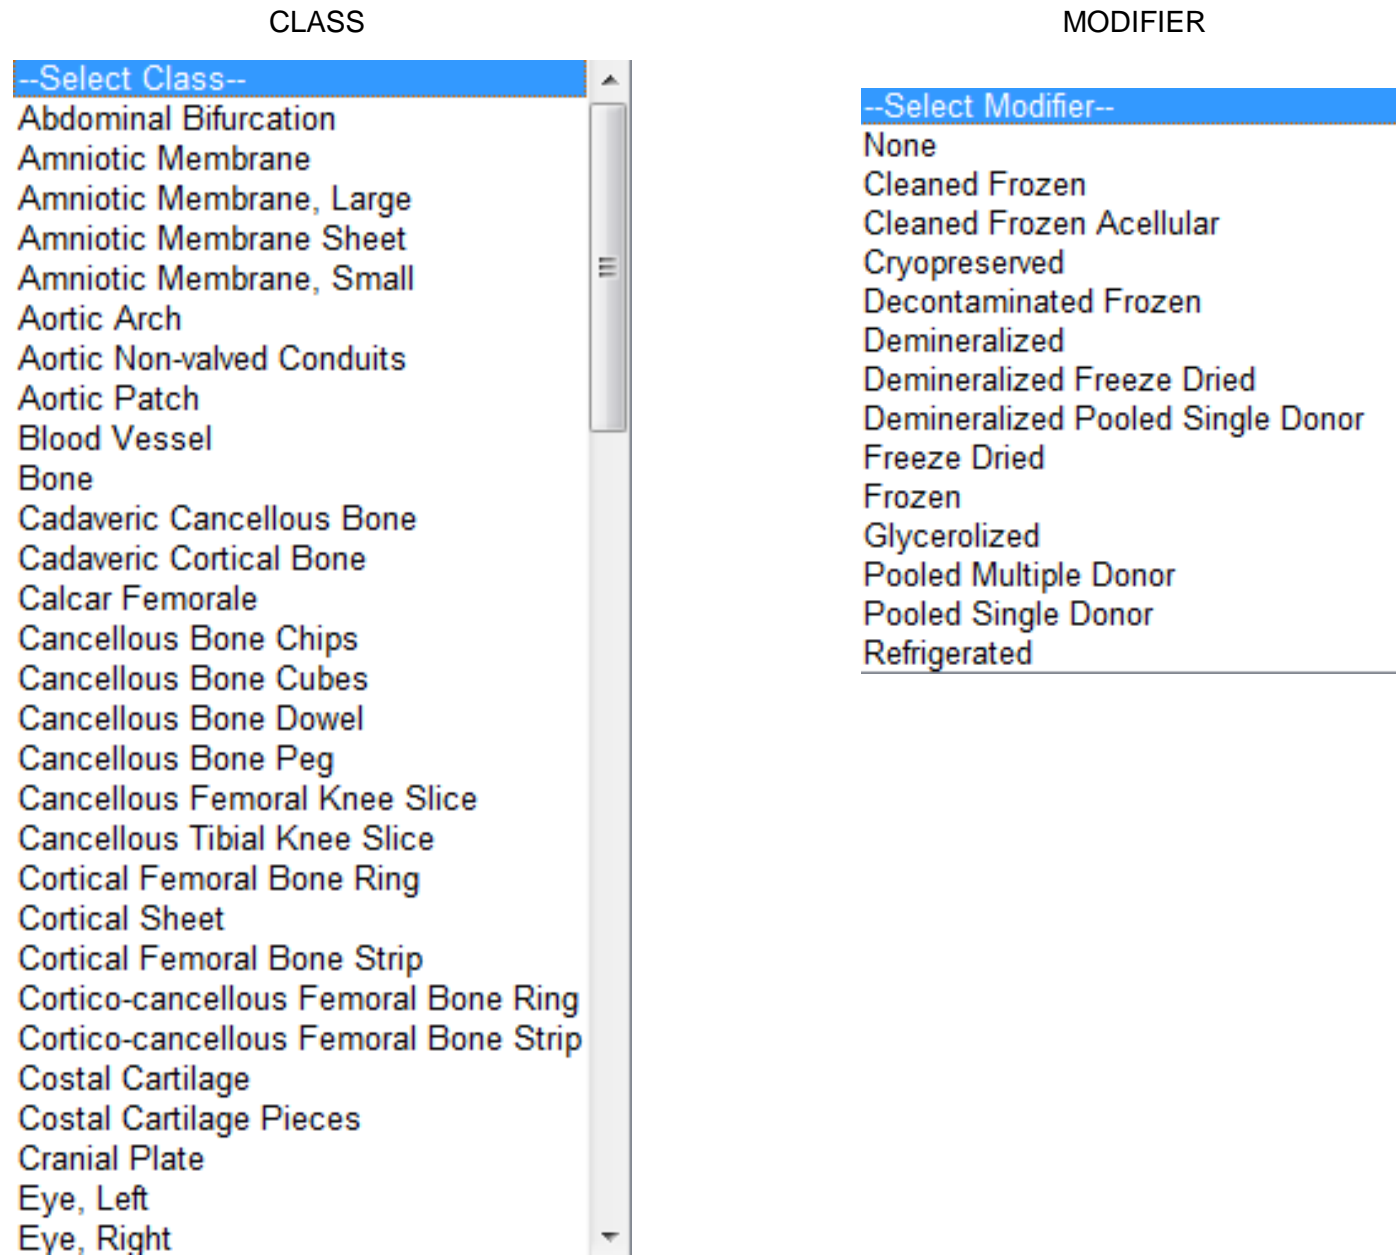 CLASS
--Select Class--
Abdominal Bifurcation
Amniotic Membrane
Amniotic Membrane, Large
Amniotic Membrane Sheet
Amniotic Membrane, Small
Aortic Arch
Aortic Non-valved Conduits
Aortic Patch
Blood Vessel
Bone
Cadaveric Cancellous Bone
Cadaveric Cortical Bone
Calcar Femorale
Cancellous Bone Chips
Cancellous Bone Cubes
Cancellous Bone Dowel
Cancellous Bone Peg
Cancellous Femoral Knee Slice
Cancellous Tibial Knee Slice
Cortical Femoral Bone Ring
Cortical Sheet
Cortical Femoral Bone Strip
Cortico-cancellous Femoral Bone Ring
Cortico-cancellous Femoral Bone Strip
Costal Cartilage
Costal Cartilage Pieces
Cranial Plate
Eye, Left
Eye, Right
MODIFIER
--Select Modifier--
None
Cleaned Frozen
Cleaned Frozen Acellular
Cryopreserved
Decontaminated Frozen
Demineralized
Demineralized Freeze Dried
Demineralized Pooled Single Donor
Freeze Dried
Frozen
Glycerolized
Pooled Multiple Donor
Pooled Single Donor
Refrigerated